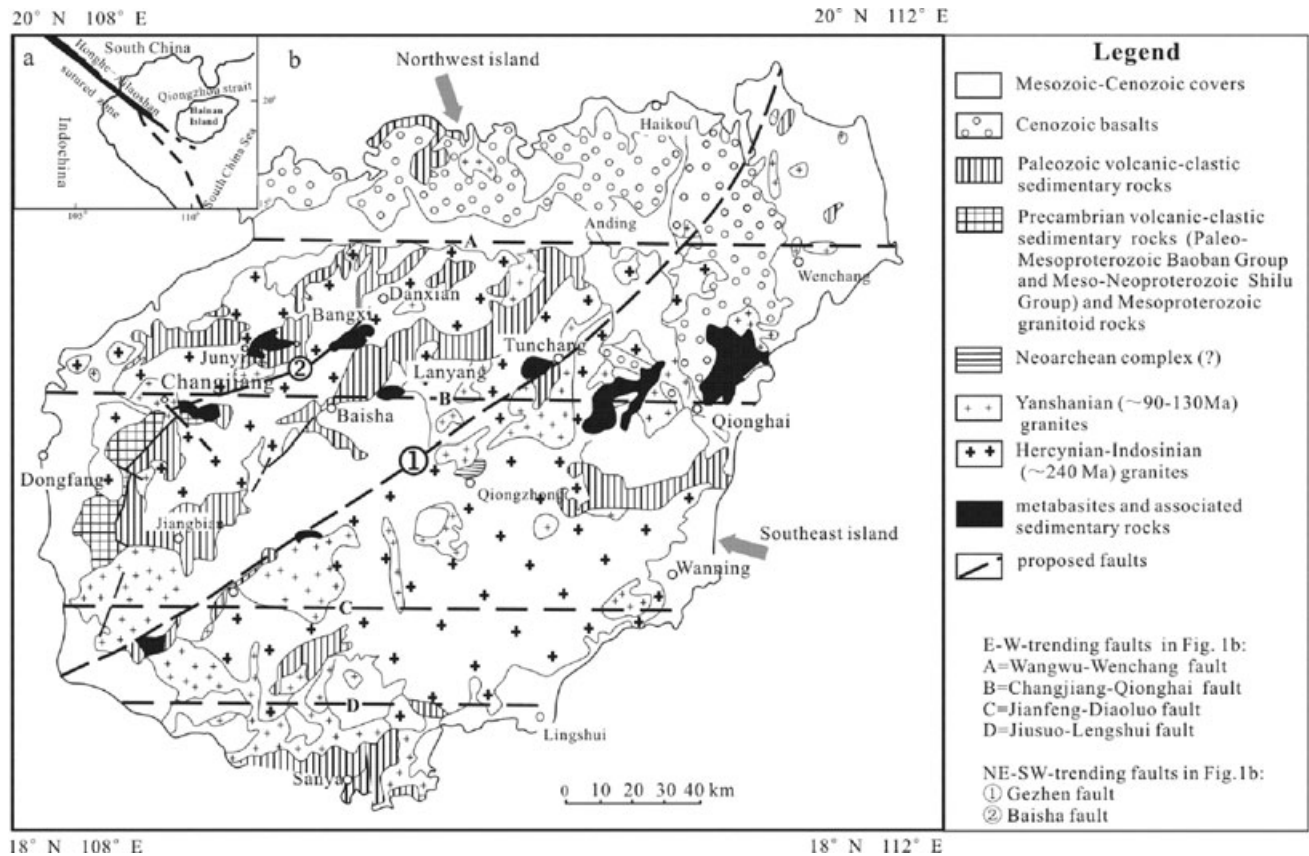 20° N 108° E
20° N 112° E
a
South China
Honghe-Ailaoshan
sutured zone
Qiongzhou strait
Hainan
Island
20°
Indochina
South China Sea
105°
110°
b
Northwest island
Haikou
Anding
A
Wenchang
Danxian
Bangxi
Tunchang
②
Lanyang
Changjiang
B
Baisha
Qionghai
①
Dongfang
Qiongzhong
Jiangbian
Southeast island
Wanning
C
D
Lingshui
Sanya
0 10 20 30 40 km
18° N 108° E
18° N 112° E
Legend
Mesozoic-Cenozoic covers
Cenozoic basalts
Paleozoic volcanic-clastic
sedimentary rocks
Precambrian volcanic-clastic
sedimentary rocks (Paleo-
Mesoproterozoic Baoban Group
and Meso-Neoproterozoic Shilu
Group) and Mesoproterozoic
granitoid rocks
Neoarchean complex (?)
Yanshanian (~90-130Ma)
granites
Hercynian-Indosinian
(~240 Ma) granites
metabasites and associated
sedimentary rocks
proposed faults
E-W-trending faults in Fig. 1b:
A=Wangwu-Wenchang fault
B=Changjiang-Qionghai fault
C=Jianfeng-Diaoluo fault
D=Jiusuo-Lengshui fault
NE-SW-trending faults in Fig.1b:
① Gezhen fault
② Baisha fault